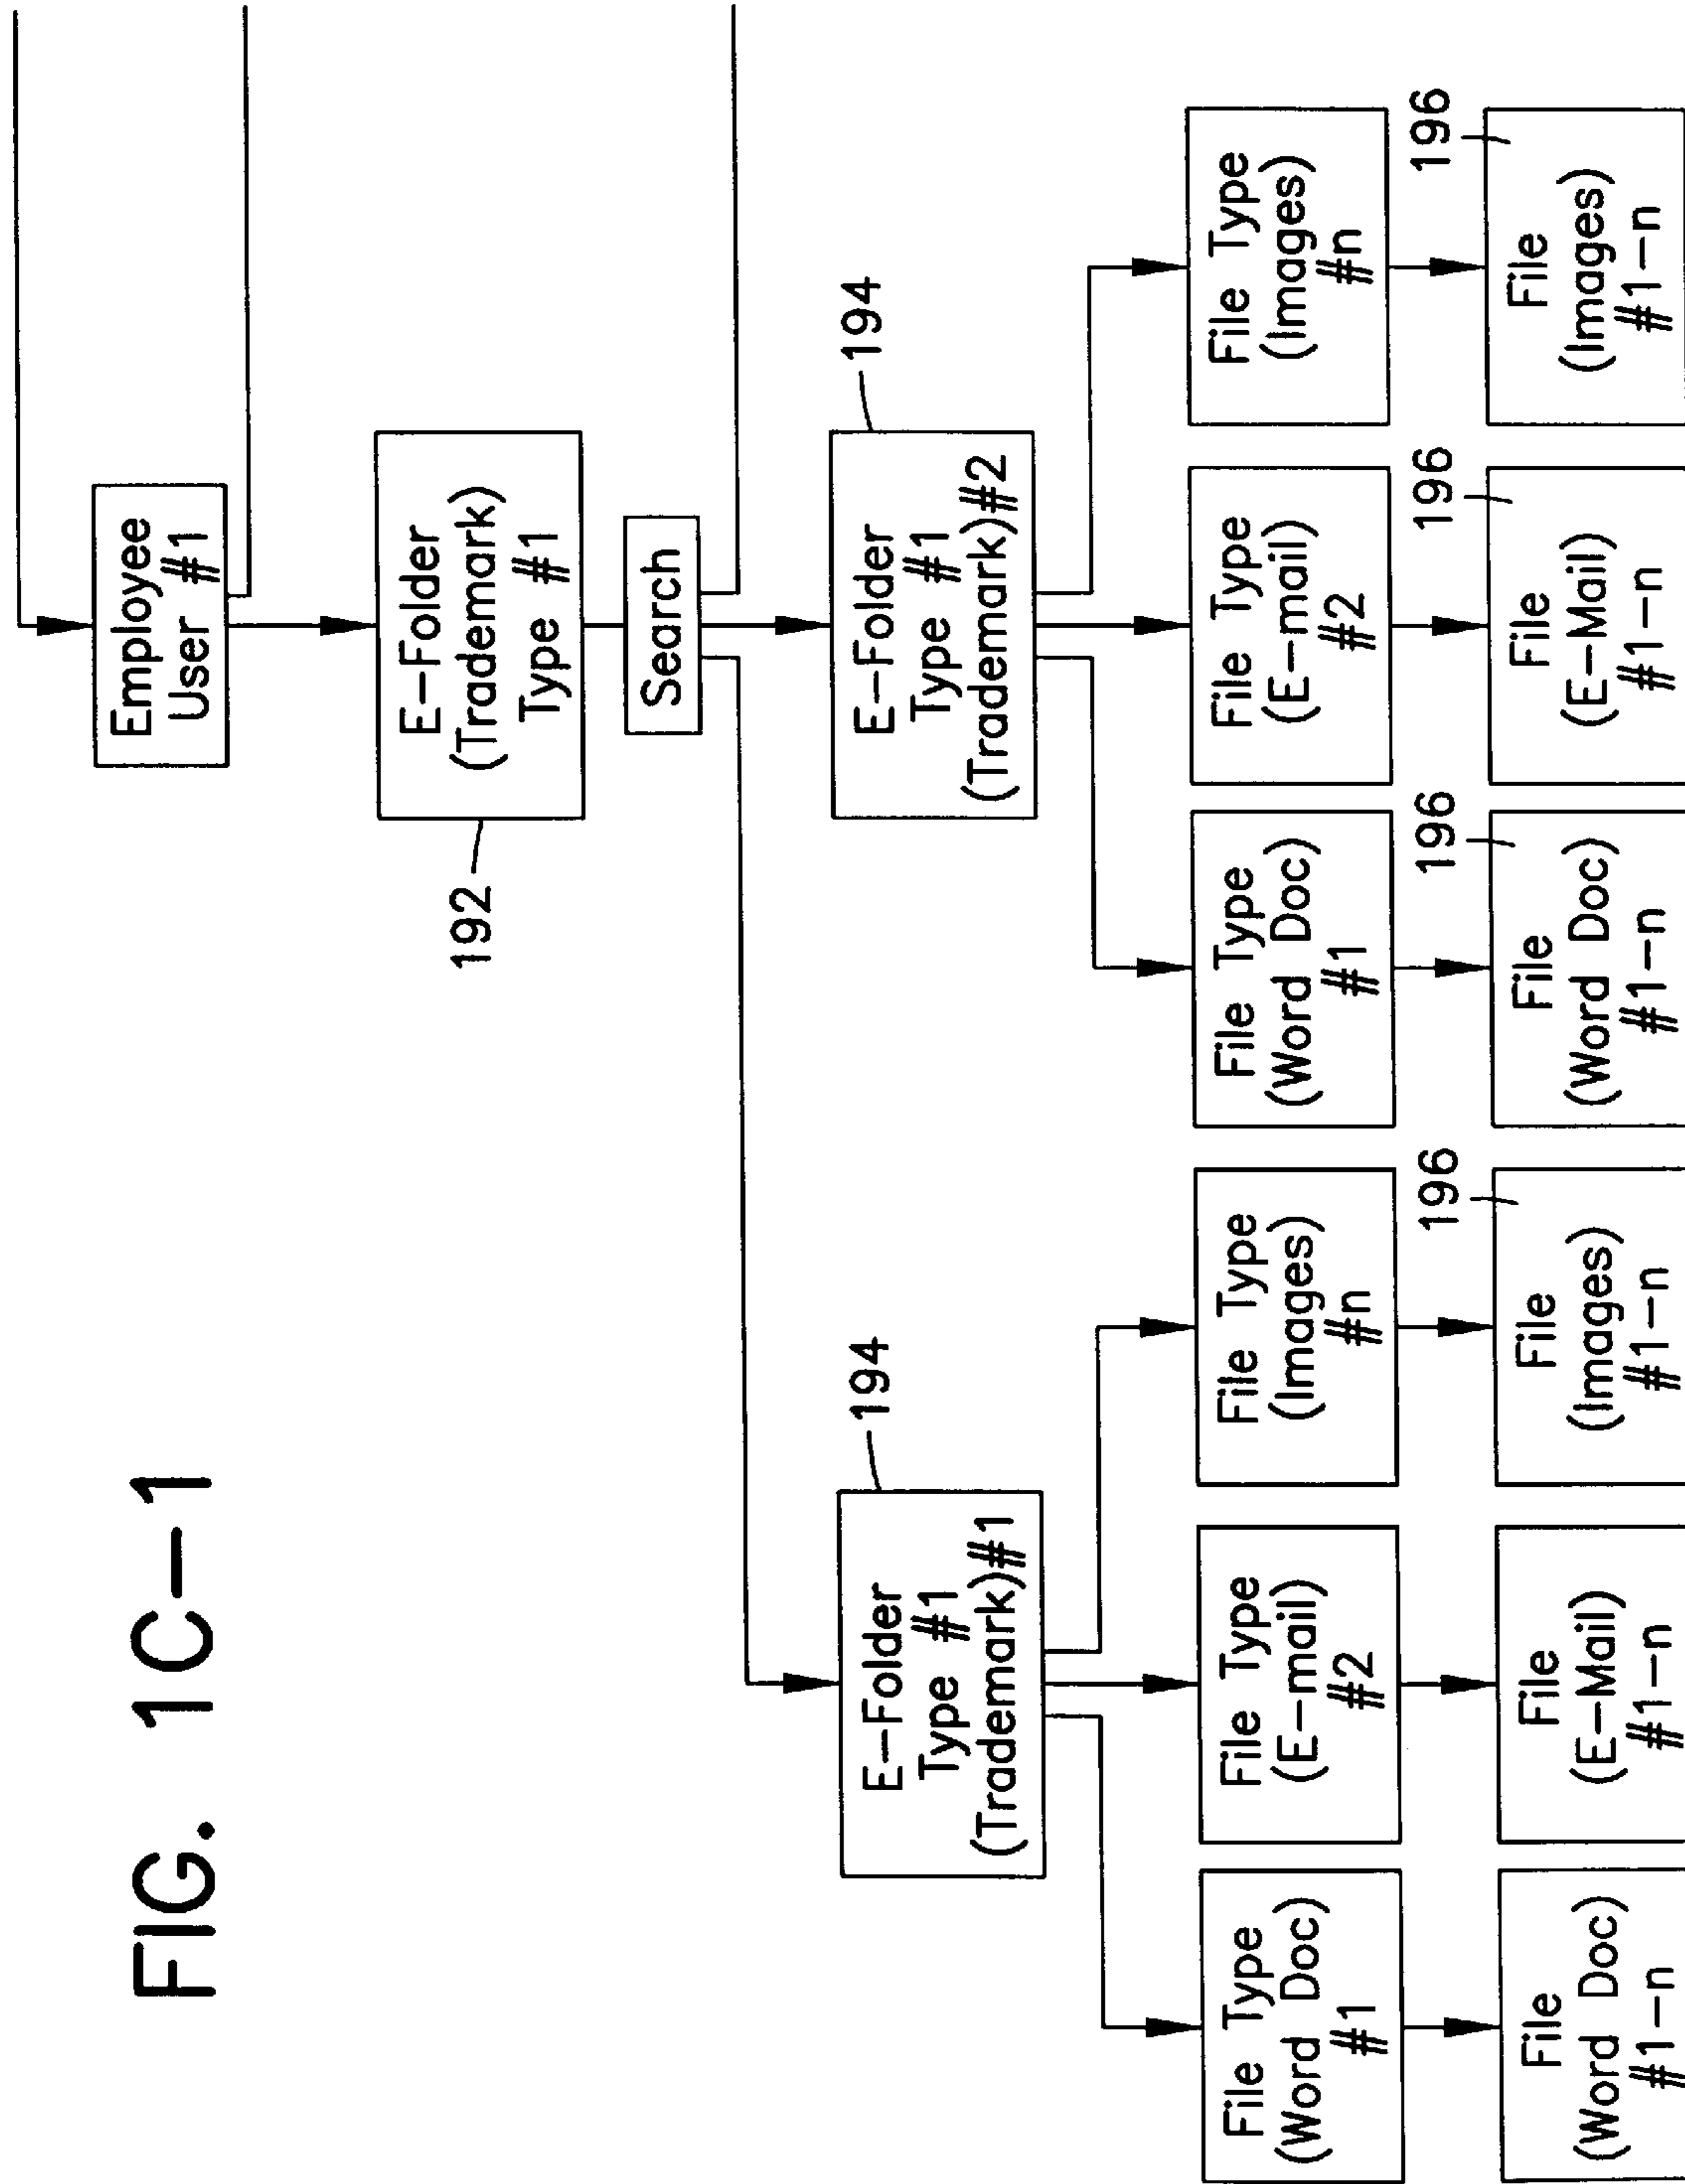 FIG. 1C-1
Employee
User #1
E-Folder
(Trademark)
Type #1
192
Search
194
E-Folder
Type #1
(Trademark)#1
194
E-Folder
Type #1
(Trademark)#2
File Type
(Word Doc)
#1
File Type
(E-mail)
#2
File Type
(Images)
#n
File Type
(Word Doc)
#1
File Type
(E-mail)
#2
File Type
(Images)
#n
196
196
196
196
File
(Word Doc)
#1-n
File
(E-Mail)
#1-n
File
(Images)
#1-n
File
(Word Doc)
#1-n
File
(E-Mail)
#1-n
File
(Images)
#1-n